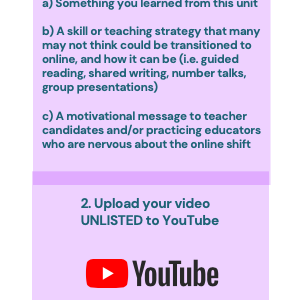 a) Something you learned from this unit
b) A skill or teaching strategy that many
may not think could be transitioned to
online, and how it can be (i.e. guided
reading, shared writing, number talks,
group presentations)
c) A motivational message to teacher
candidates and/or practicing educators
who are nervous about the online shift
2. Upload your video
UNLISTED to YouTube
YouTube